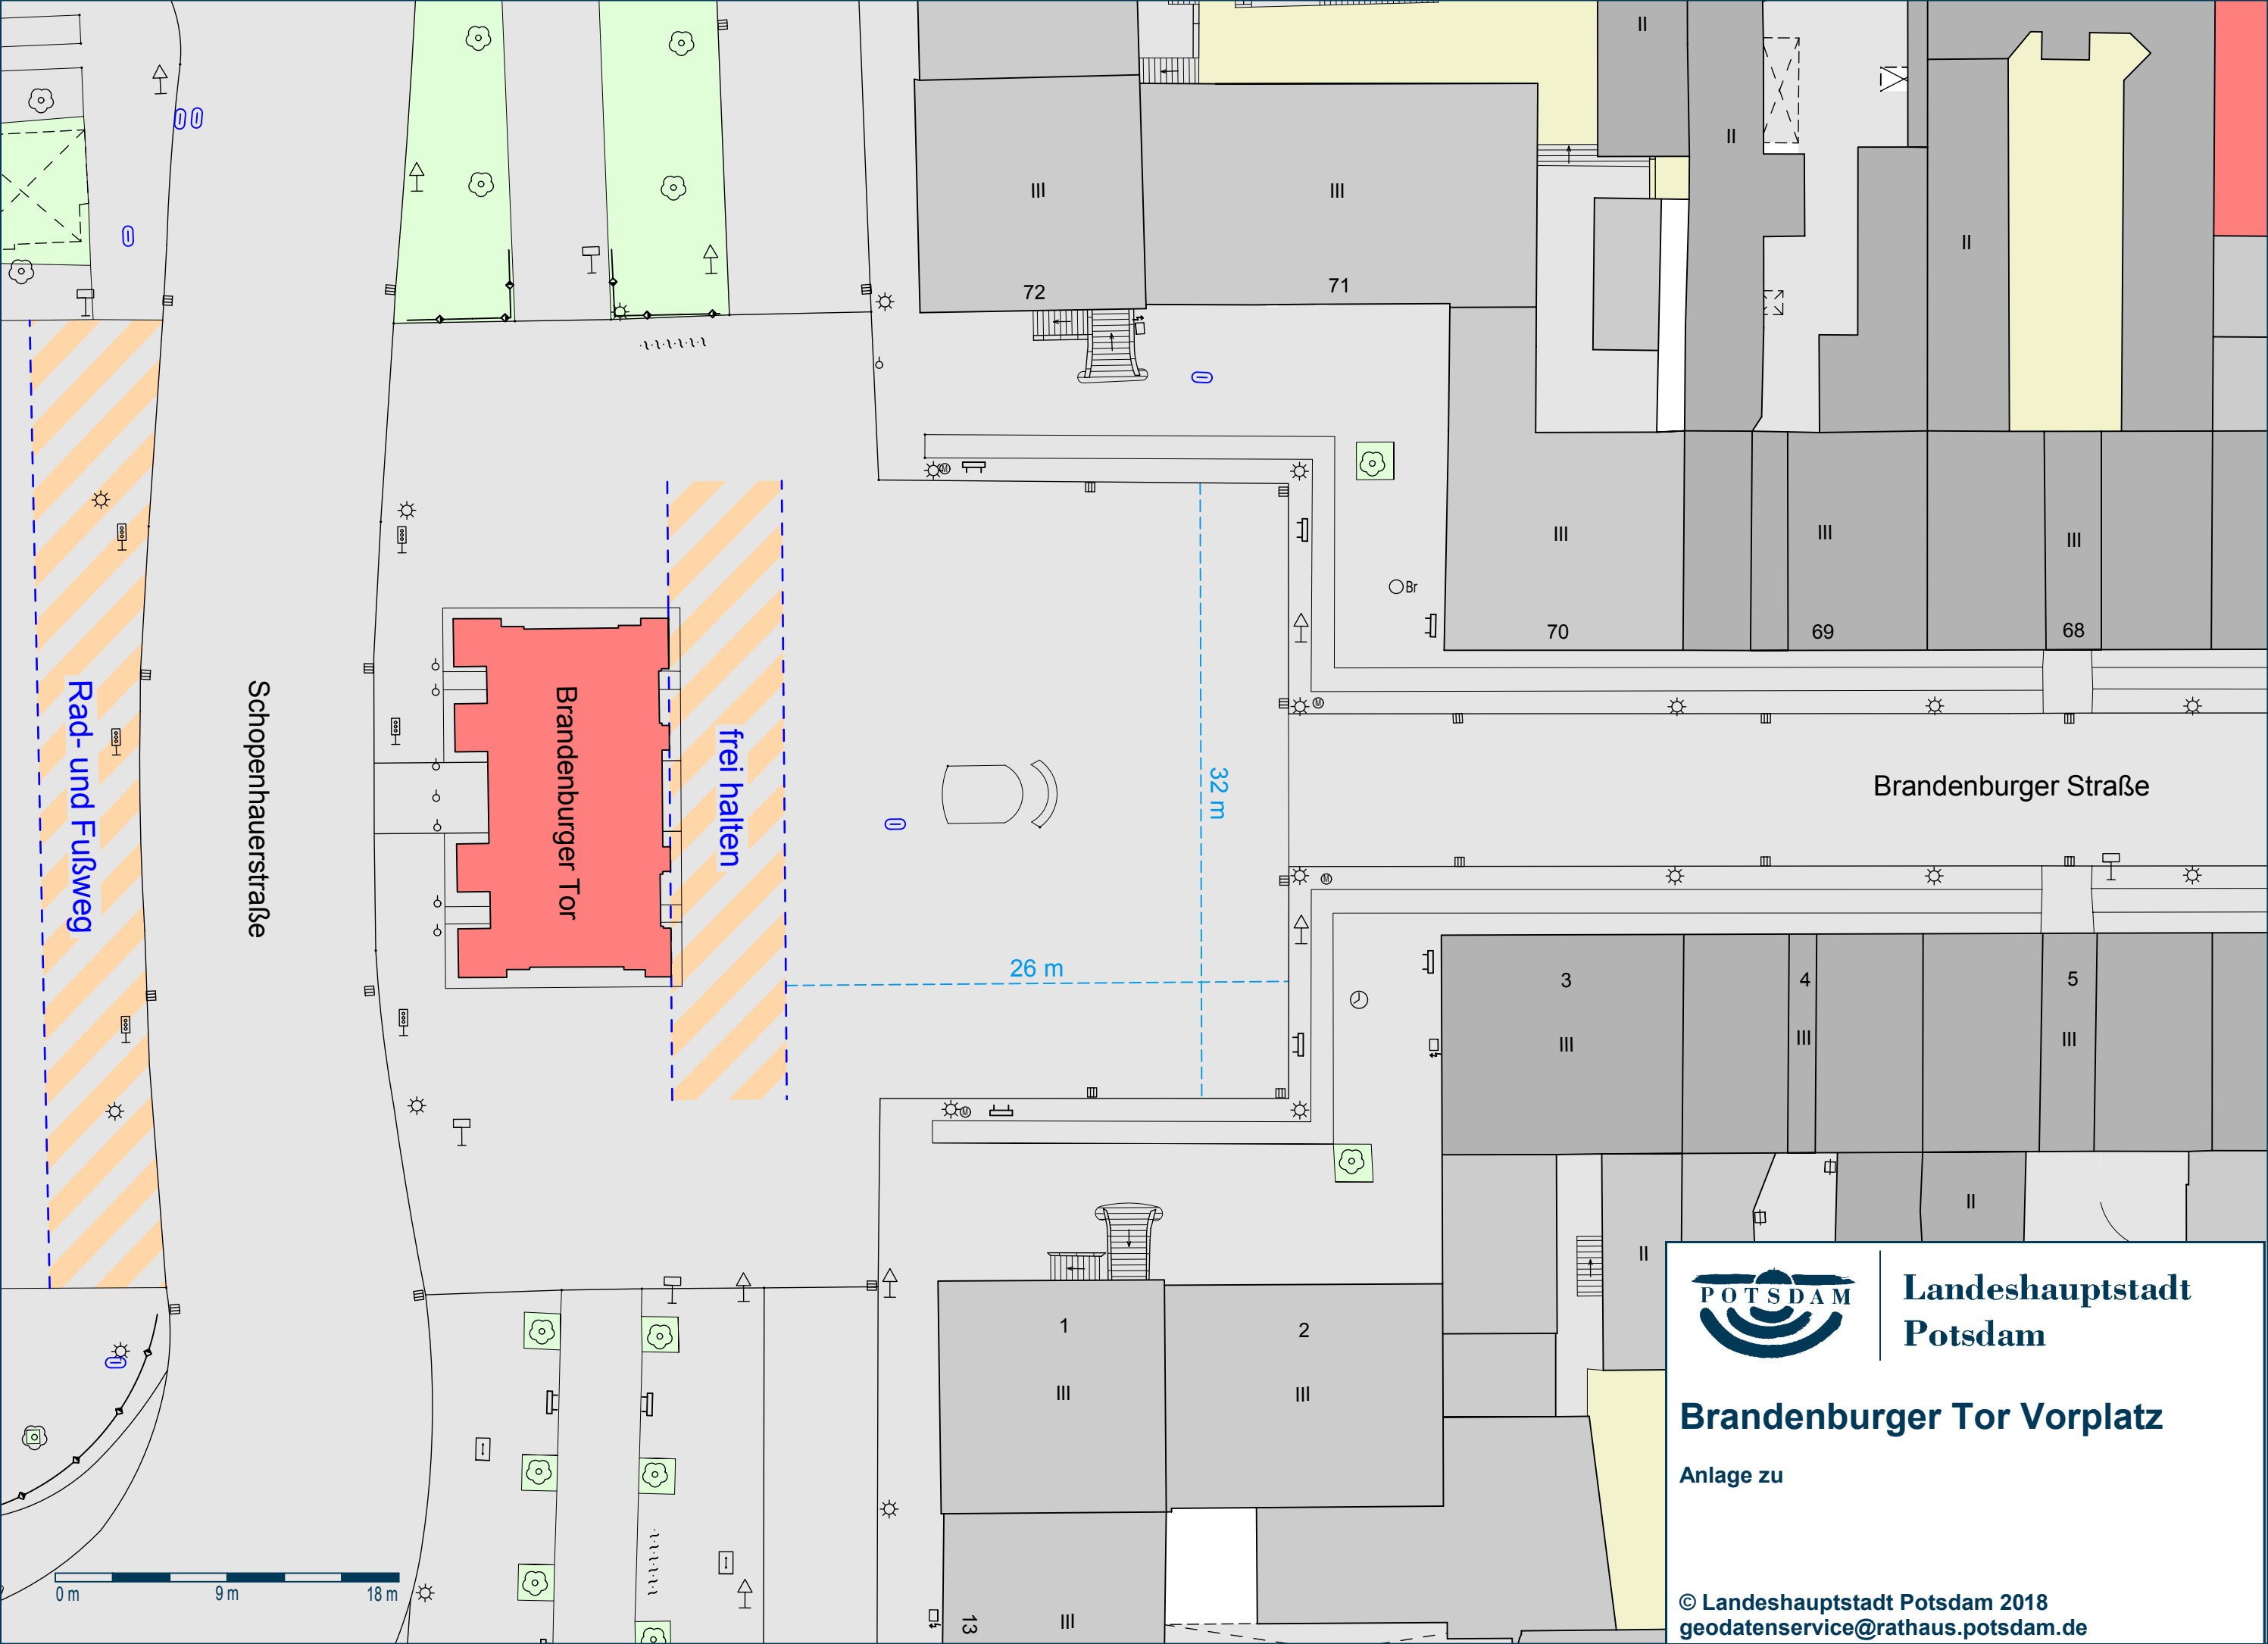 II
II
III
III
II
72
71
Br
III
III
III
70
69
68
Rad- und Fußweg
Schopenhauerstraße
Brandenburger Tor
frei halten
32 m
Brandenburger Straße
26 m
M
M
M
M
3
4
5
III
III
III
II
II
1
2
III
III
13
III
0 m
9 m
18 m
POTSDAM
Landeshauptstadt
Potsdam
Brandenburger Tor Vorplatz
Anlage zu
© Landeshauptstadt Potsdam 2018
geodatenservice@rathaus.potsdam.de